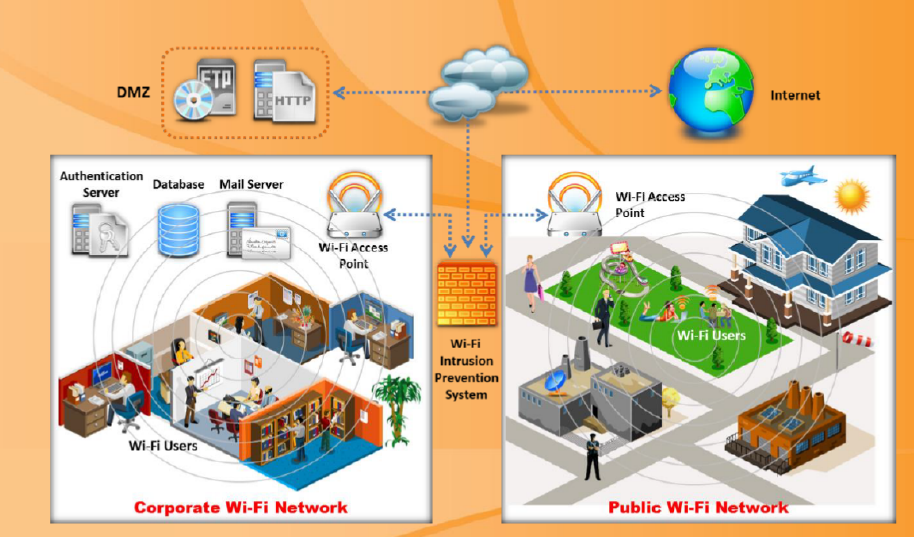 DMZ
FTP
HTTP
Internet
Authentication
Server
Database
Mail Server
Wi-Fi Access
Point
Wi-Fi Users
Corporate Wi-Fi Network
Wi-Fi
Intrusion
Prevention
System
Wi-Fi Access
Point
Wi-Fi Users
Public Wi-Fi Network